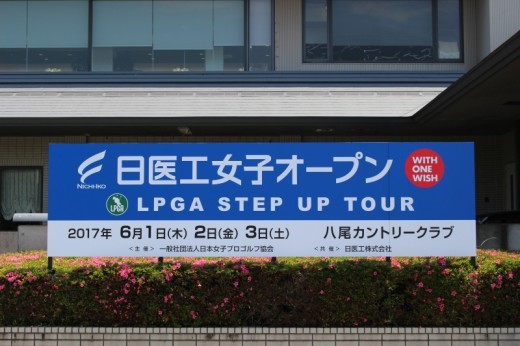 日医工女子オープン
NICHI-IKO
WITH
ONE
WISH
LPGA
LPGA STEP UP TOUR
2017年 6月1日(木) 2日(金) 3日(土) 八尾カントリークラブ
<主催> 一般社団法人日本女子プロゴルフ協会 <共催> 日医工株式会社